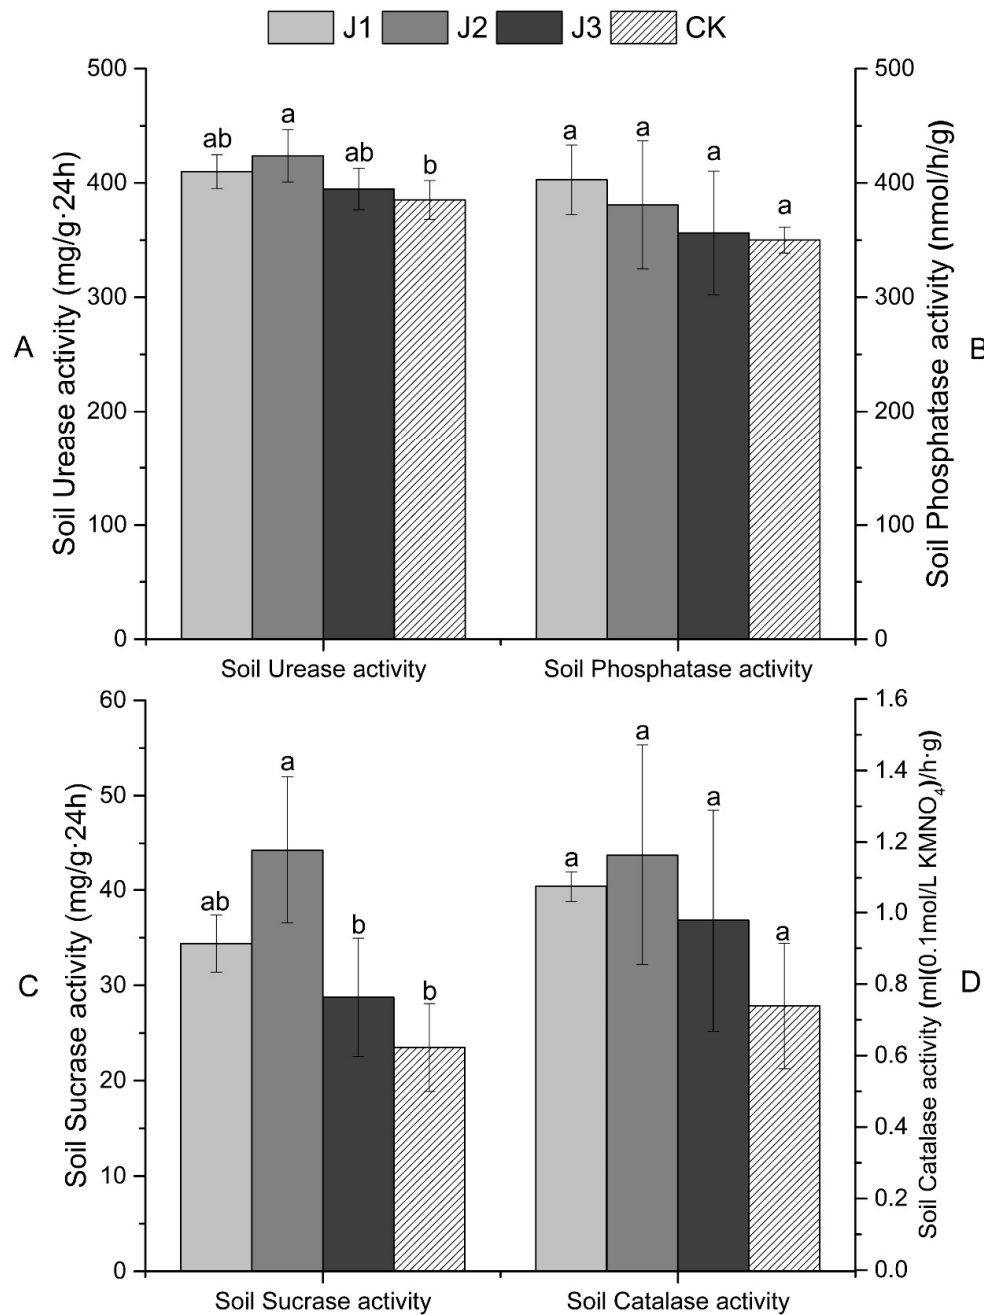 J1 J2 J3 CK
A
Soil Urease activity (mg/g·24h)
500
400
300
200
100
0
ab a ab b
a a a a
500
400
300
200
100
0
Soil Phosphatase activity (nmol/h/g)
B
Soil Urease activity Soil Phosphatase activity
C
Soil Sucrase activity (mg/g·24h)
60
50
40
30
20
10
0
ab a b b
a a a a
1.6
1.4
1.2
1.0
0.8
0.6
0.4
0.2
0.0
Soil Catalase activity (ml(0.1mol/L KMNO₄)/h·g)
D
Soil Sucrase activity Soil Catalase activity